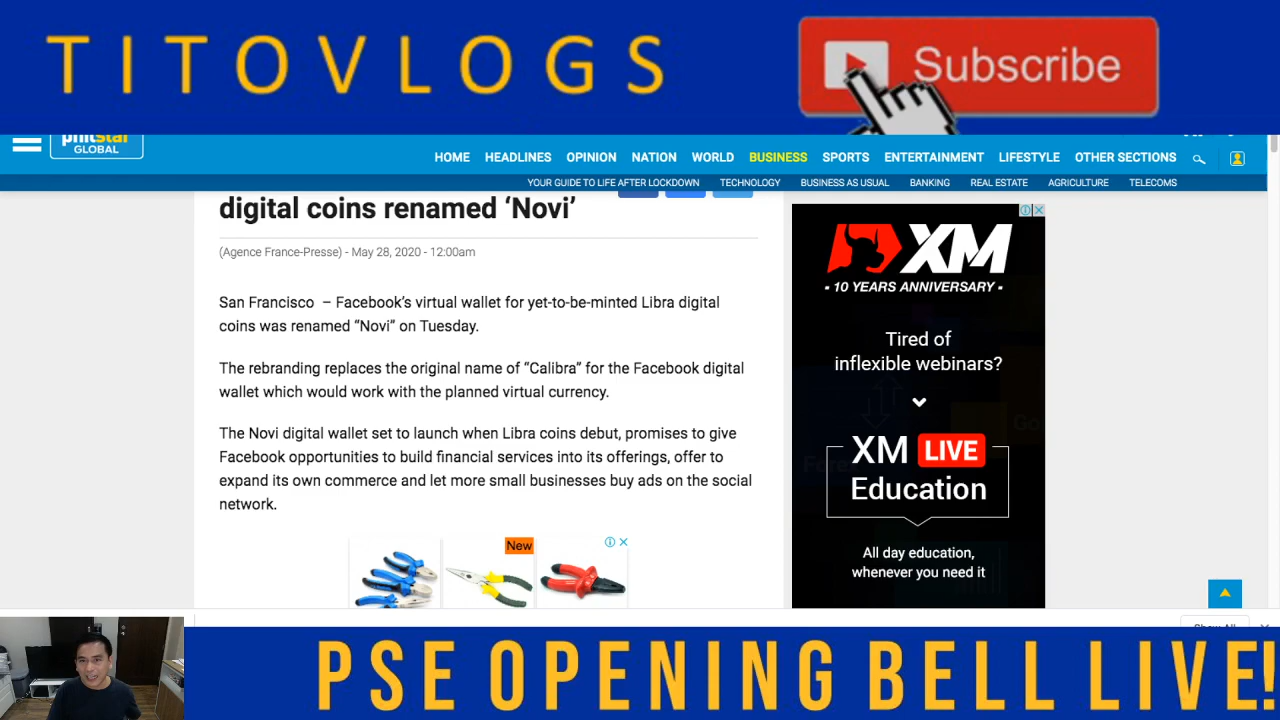 TITOVLOGS
Subscribe
philstar
GLOBAL
HOME HEADLINES OPINION NATION WORLD BUSINESS SPORTS ENTERTAINMENT LIFESTYLE OTHER SECTIONS
YOUR GUIDE TO LIFE AFTER LOCKDOWN TECHNOLOGY BUSINESS AS USUAL BANKING REAL ESTATE AGRICULTURE TELECOMS
digital coins renamed ‘Novi’
(Agence France-Presse) - May 28, 2020 - 12:00am
San Francisco – Facebook’s virtual wallet for yet-to-be-minted Libra digital
coins was renamed “Novi” on Tuesday.
The rebranding replaces the original name of “Calibra” for the Facebook digital
wallet which would work with the planned virtual currency.
The Novi digital wallet set to launch when Libra coins debut, promises to give
Facebook opportunities to build financial services into its offerings, offer to
expand its own commerce and let more small businesses buy ads on the social
network.
New
XM
- 10 YEARS ANNIVERSARY -
Tired of
inflexible webinars?
XM LIVE
Education
All day education,
whenever you need it
Show All
PSE OPENING BELL LIVE!